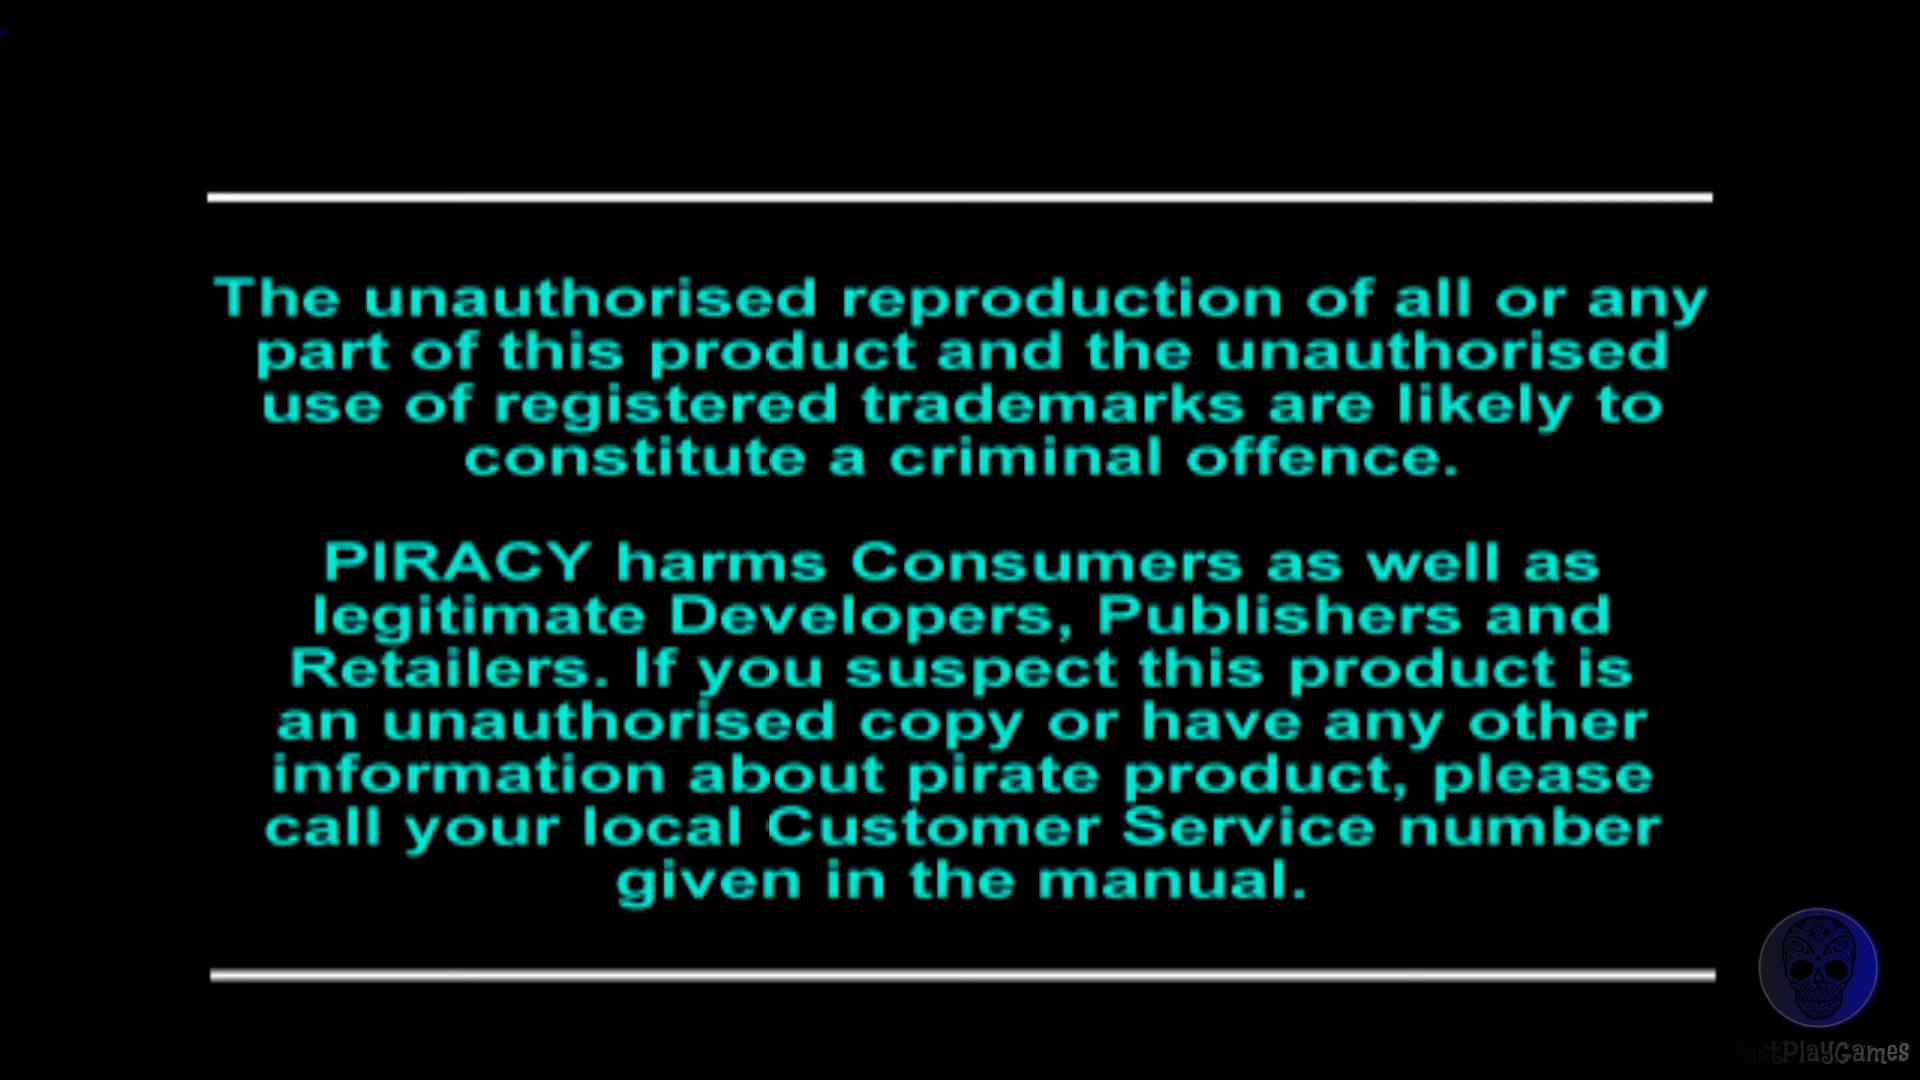 The unauthorised reproduction of all or any
part of this product and the unauthorised
use of registered trademarks are likely to
constitute a criminal offence.
PIRACY harms Consumers as well as
legitimate Developers, Publishers and
Retailers. If you suspect this product is
an unauthorised copy or have any other
information about pirate product, please
call your local Customer Service number
given in the manual.